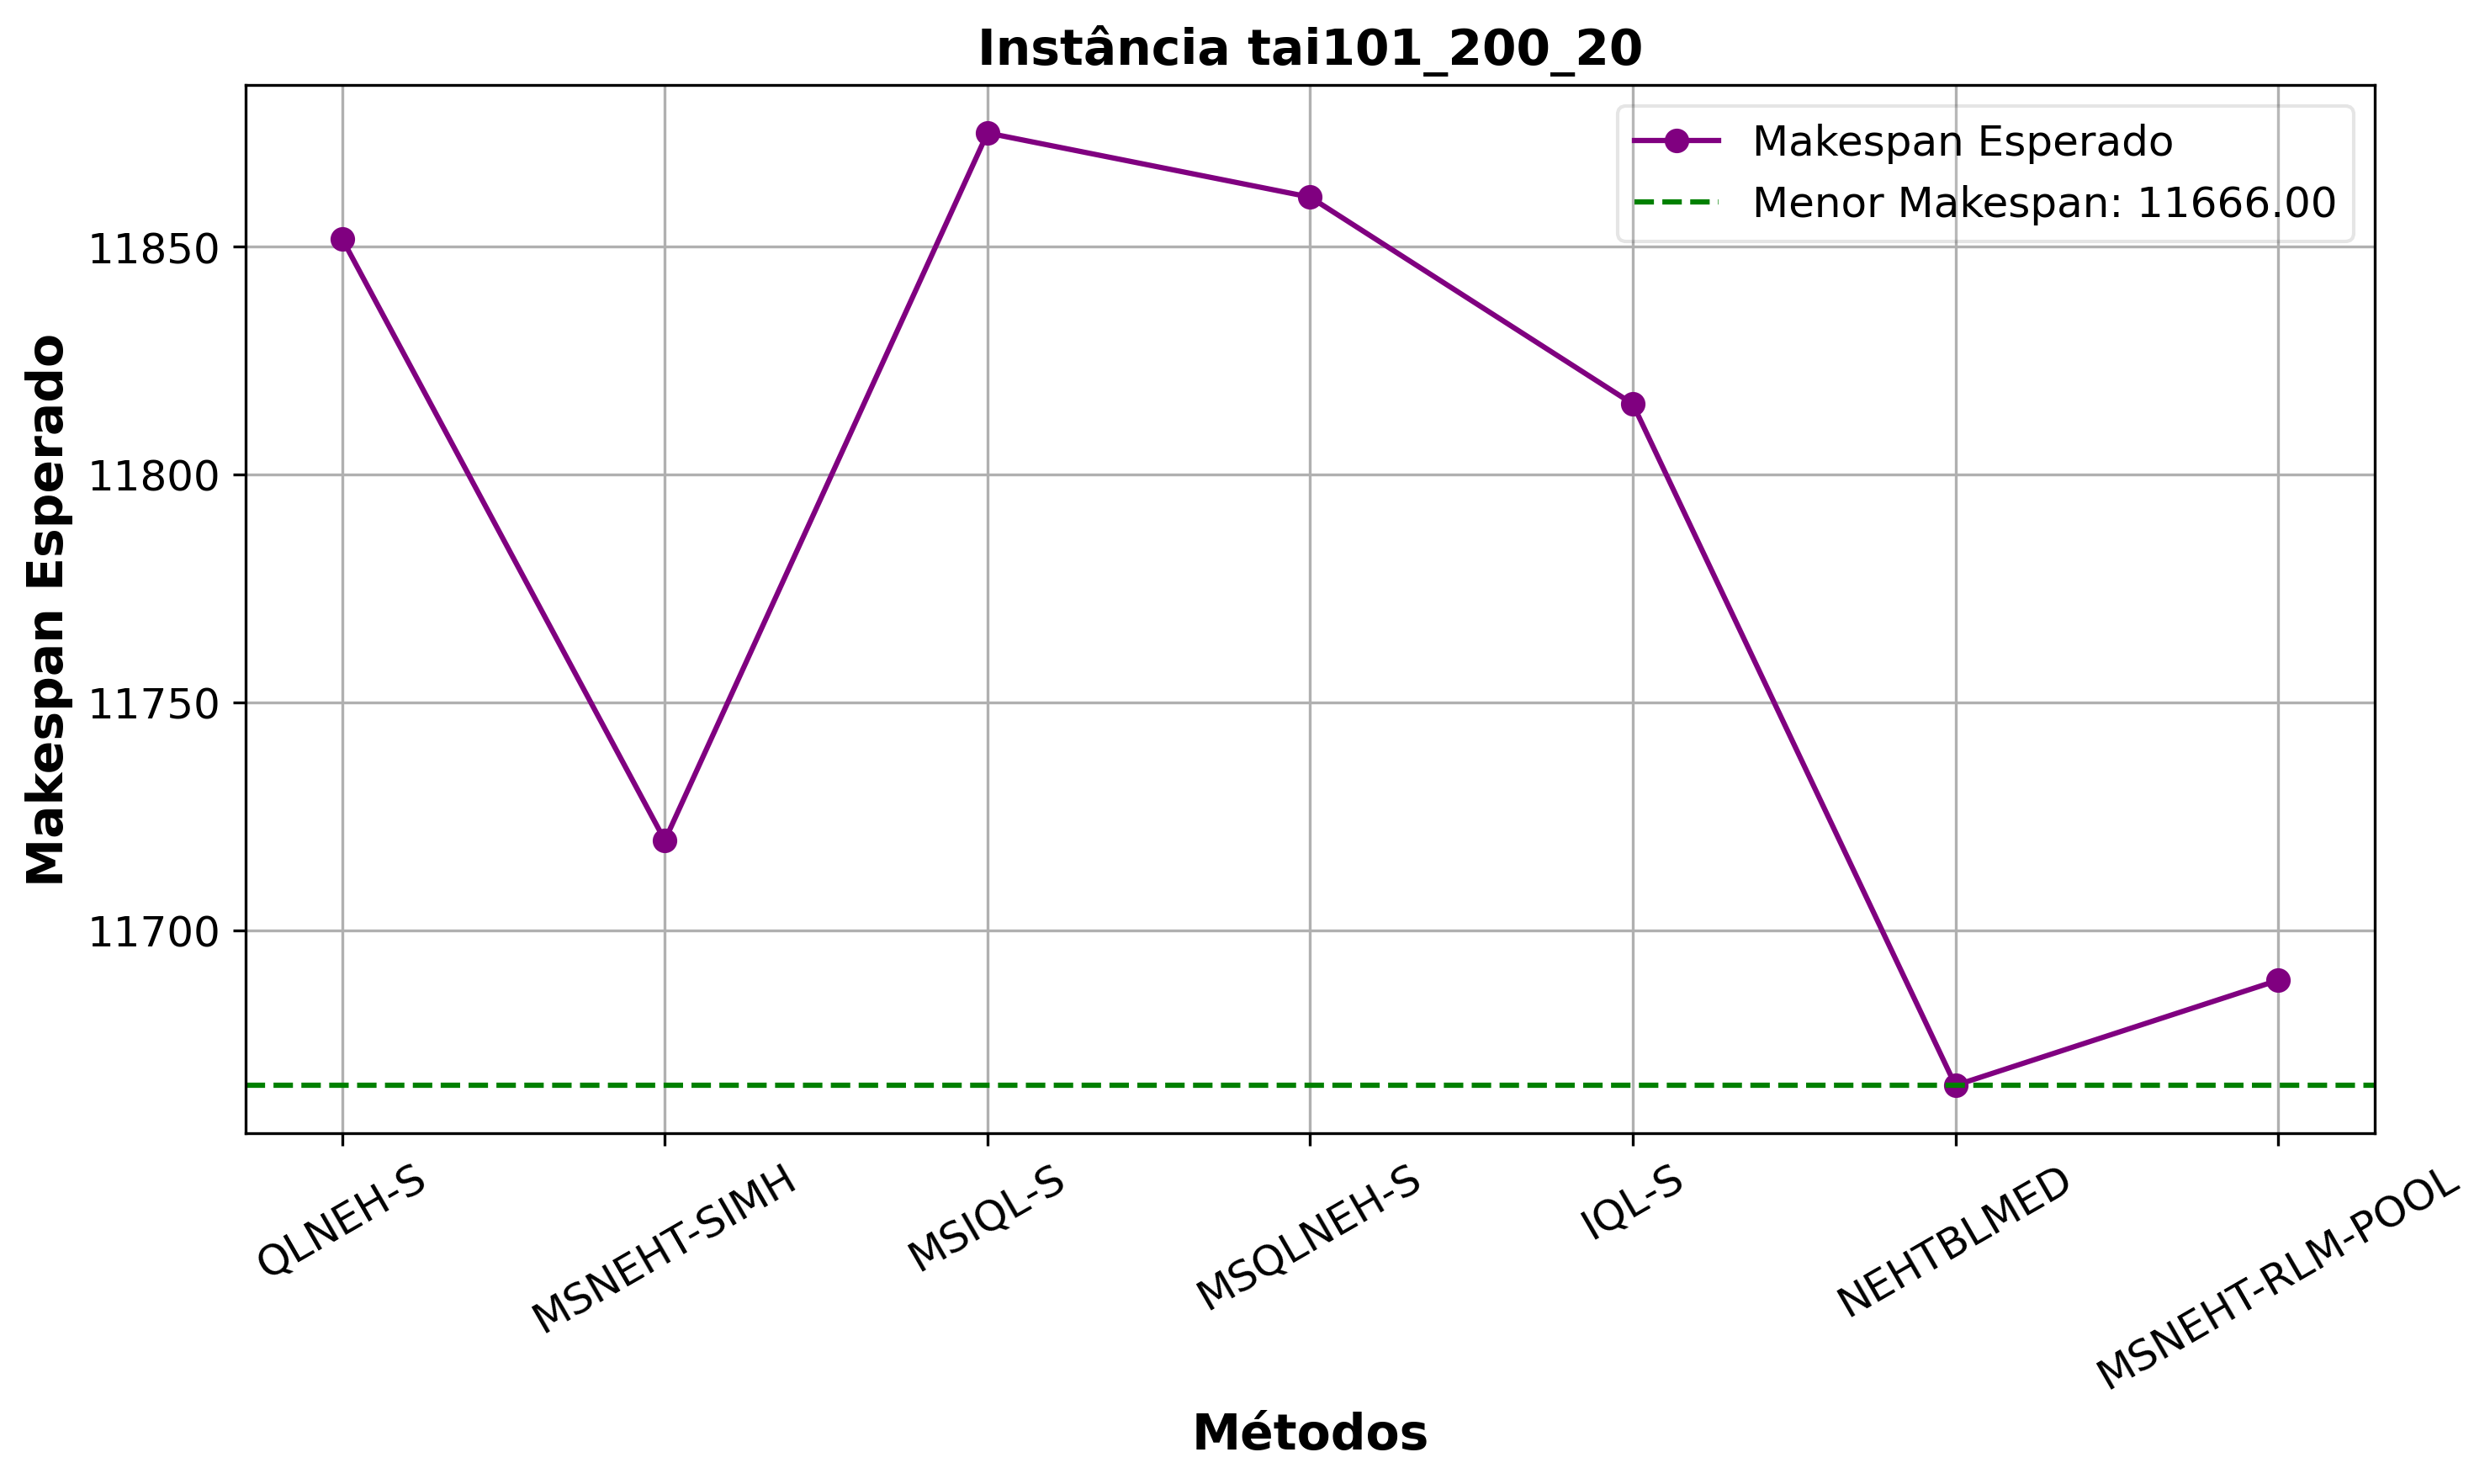 Instância tai101_200_20
Makespan Esperado
Menor Makespan: 11666.00
Makespan Esperado
11850
11800
11750
11700
QLNEH-S
MSNEHT-SIMH
MSIQL-S
MSQLNEH-S
IQL-S
NEHTBLMED
MSNEHT-RLM-POOL
Métodos